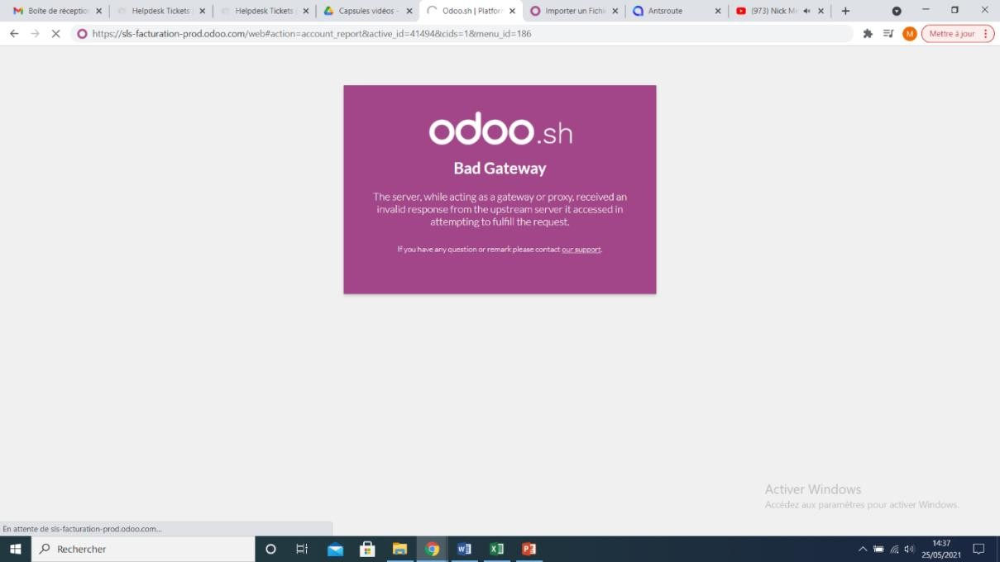 Boîte de réception
Helpdesk Tickets
Helpdesk Tickets
Capsules vidéos -
Odoo.sh | Platfor
Importer un Fichi
Antsroute
(973) Nick M
https://sls-facturation-prod.odoo.com/web#action=account_report&active_id=41494&cids=1&menu_id=186
M
Mettre à jour
odoo.sh
Bad Gateway
The server, while acting as a gateway or proxy, received an
invalid response from the upstream server it accessed in
attempting to fulfill the request.
If you have any question or remark please contact our support.
Activer Windows
Accédez aux paramètres pour activer Windows.
En attente de sls-facturation-prod.odoo.com...
Rechercher
14:37
25/05/2021